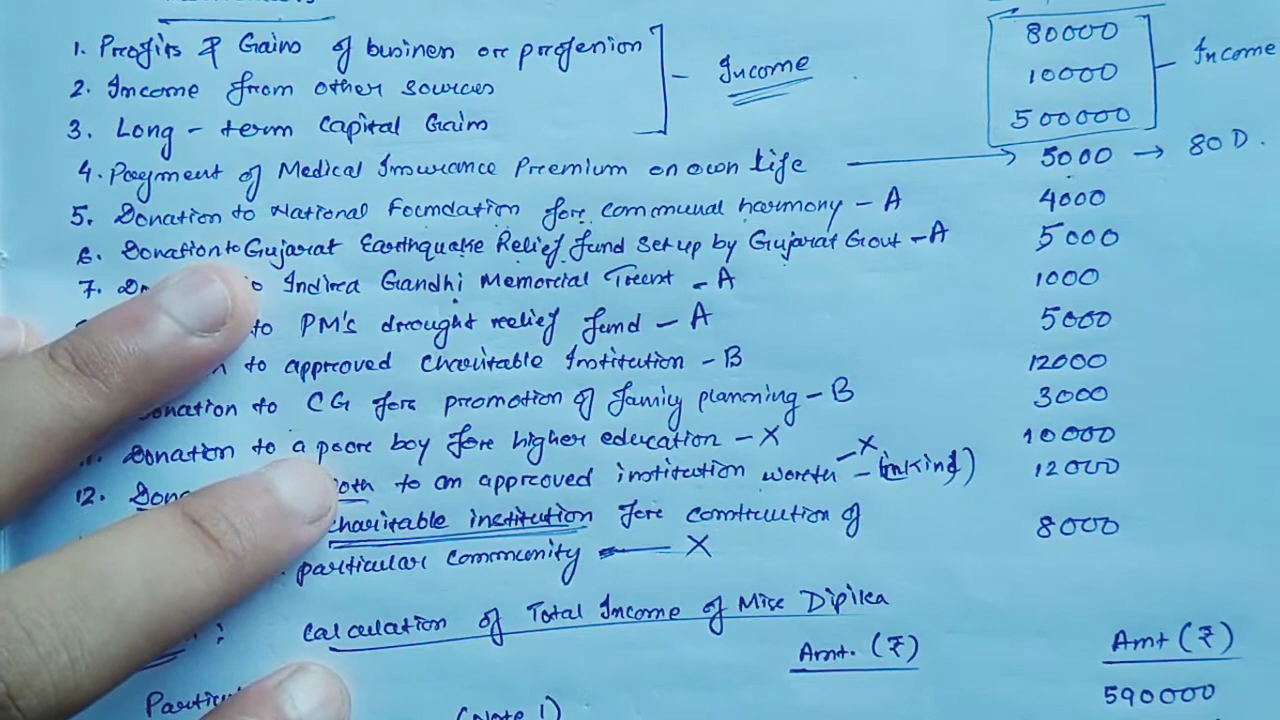 1. Profits & Gains of business or profession
2. Income from other sources
3. Long-term Capital Gains
- Income
80000
10000
500000
Income
4. Payment of Medical Insurance Premium on own life → 5000 → 80 D.
5. Donation to National Foundation for communal harmony - A 4000
6. Donation to Gujarat Earthquake Relief fund set up by Gujarat Govt - A 5000
7. Indira Gandhi Memorial Trust - A 1000
to PM's drought relief fund - A 5000
to approved charitable Institution - B 12000
Donation to CG for promotion of family planning - B 3000
Donation to a poor boy for higher education - X 10000
12. to an approved institution worth - (in kind) - X 12000
charitable institution for construction of 8000
particular community - X
Calculation of Total Income of Miss Dipika
Amt. (₹) Amt (₹)
590000
(Note 1)